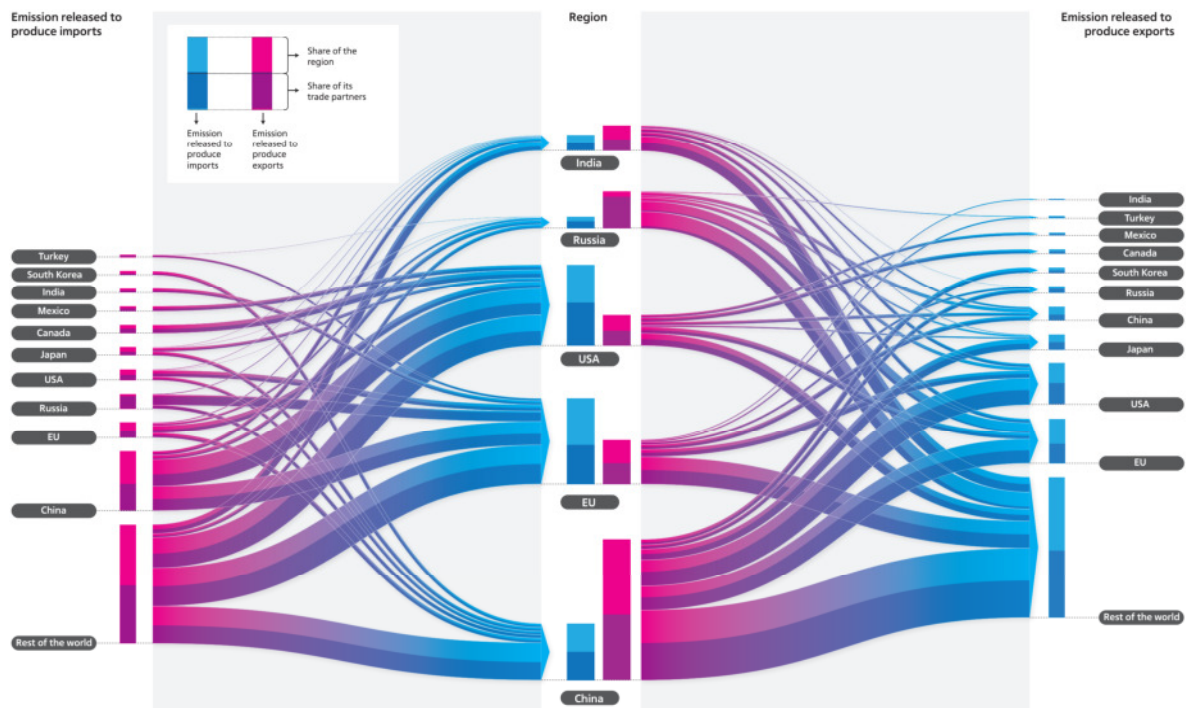 Emission released to
produce imports
Region
Emission released to
produce exports
Share of the
region
Share of its
trade partners
Emission
released to
produce
imports
Emission
released to
produce
exports
India
Russia
USA
EU
China
Turkey
South Korea
India
Mexico
Canada
Japan
USA
Russia
EU
China
Rest of the world
India
Turkey
Mexico
Canada
South Korea
Russia
China
Japan
USA
EU
Rest of the world